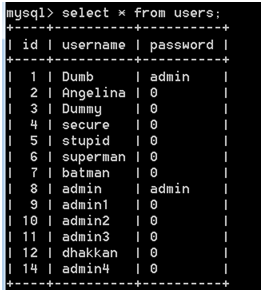 mysql> select * from users;
+----+----------+----------+
| id | username | password |
+----+----------+----------+
| 1 | Dumb | admin |
| 2 | Angelina | 0 |
| 3 | Dummy | 0 |
| 4 | secure | 0 |
| 5 | stupid | 0 |
| 6 | superman | 0 |
| 7 | batman | 0 |
| 8 | admin | admin |
| 9 | admin1 | 0 |
| 10 | admin2 | 0 |
| 11 | admin3 | 0 |
| 12 | dhakkan | 0 |
| 14 | admin4 | 0 |
+----+----------+----------+